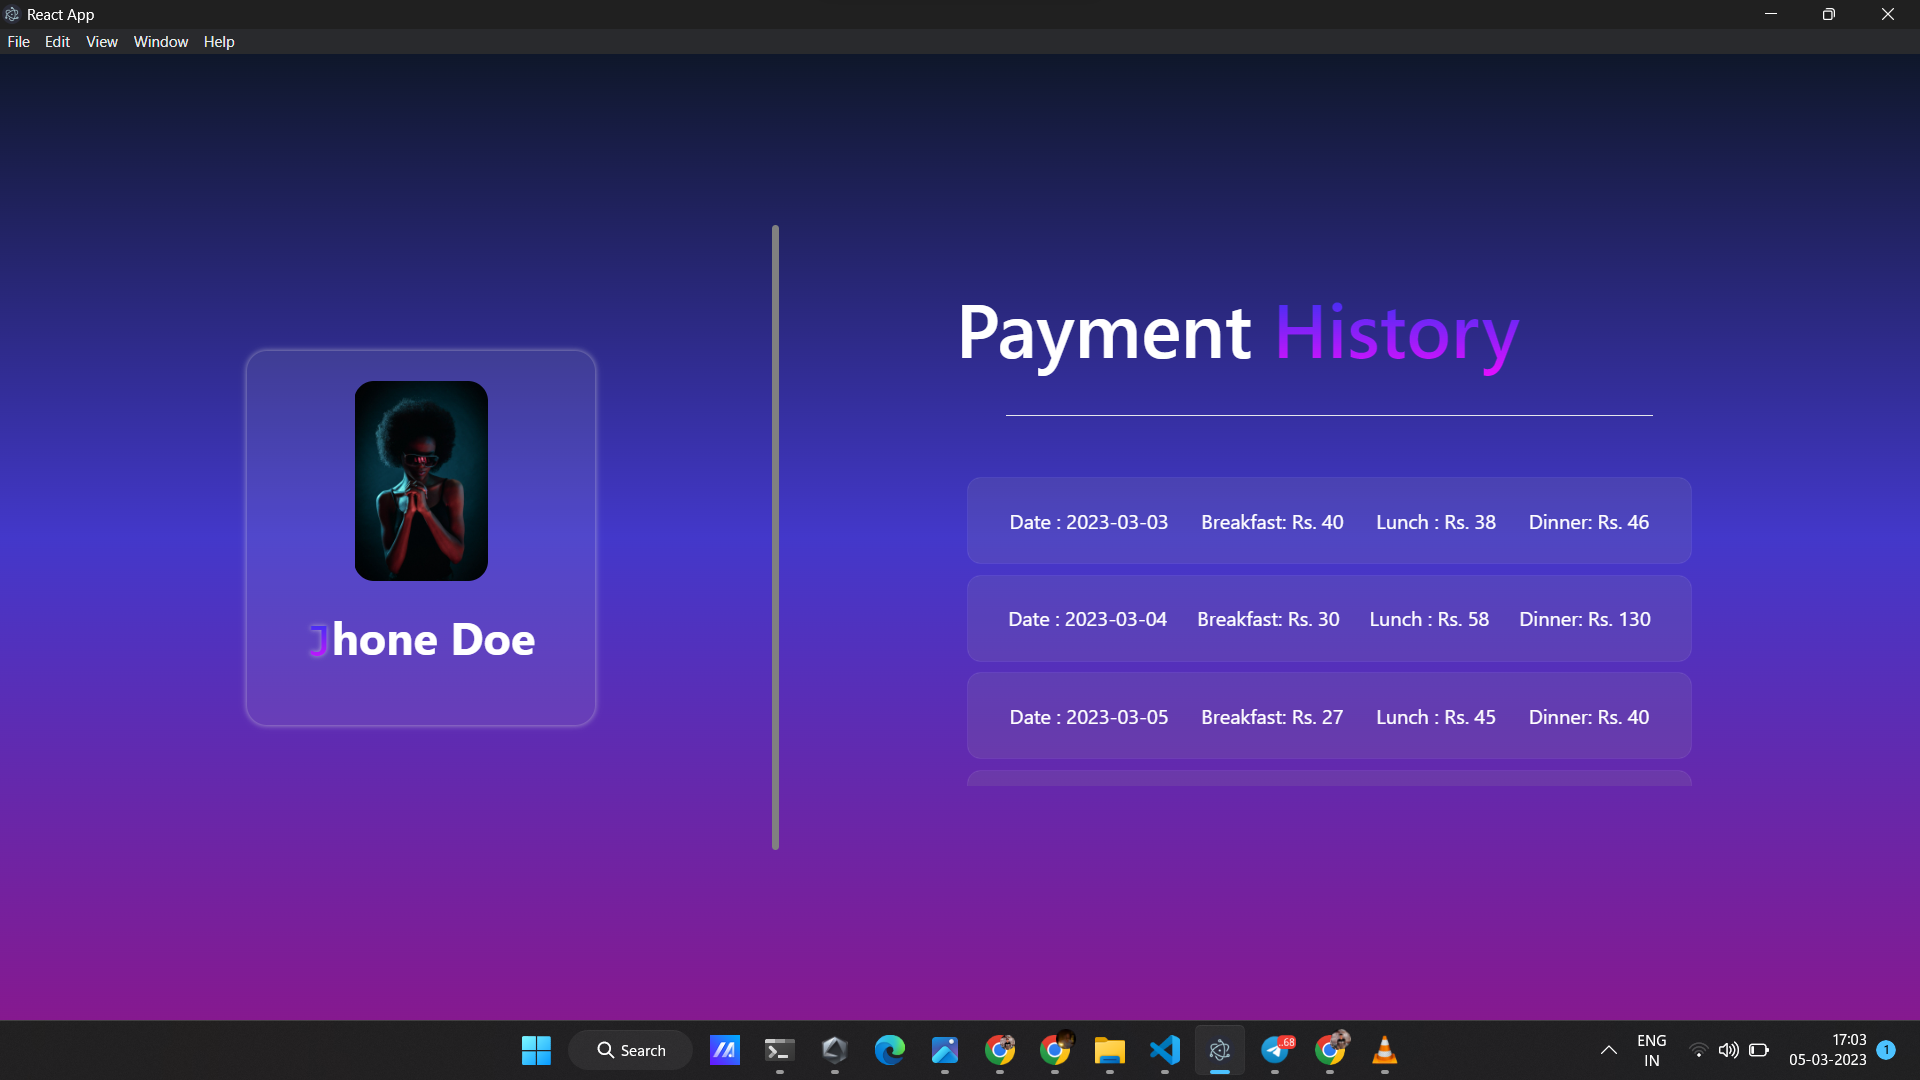 React App
File Edit View Window Help
Payment History
Jhone Doe
Date : 2023-03-03 Breakfast: Rs. 40 Lunch : Rs. 38 Dinner: Rs. 46
Date : 2023-03-04 Breakfast: Rs. 30 Lunch : Rs. 58 Dinner: Rs. 130
Date : 2023-03-05 Breakfast: Rs. 27 Lunch : Rs. 45 Dinner: Rs. 40
Search
..68
ENG
IN
17:03
05-03-2023
1